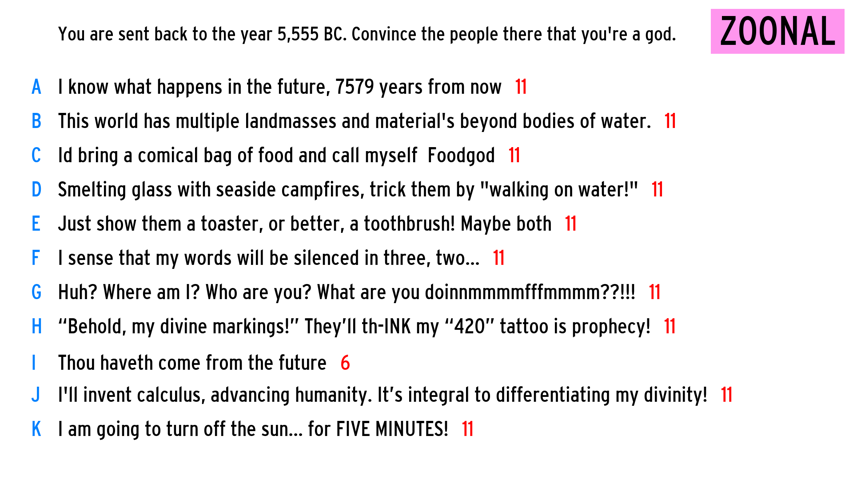 You are sent back to the year 5,555 BC. Convince the people there that you're a god.
ZOONAL
A I know what happens in the future, 7579 years from now 11
B This world has multiple landmasses and material's beyond bodies of water. 11
C Id bring a comical bag of food and call myself Foodgod 11
D Smelting glass with seaside campfires, trick them by "walking on water!" 11
E Just show them a toaster, or better, a toothbrush! Maybe both 11
F I sense that my words will be silenced in three, two... 11
G Huh? Where am I? Who are you? What are you doinnmmmmfffmmmm??!!! 11
H “Behold, my divine markings!” They’ll th-INK my “420” tattoo is prophecy! 11
I Thou haveth come from the future 6
J I'll invent calculus, advancing humanity. It’s integral to differentiating my divinity! 11
K I am going to turn off the sun... for FIVE MINUTES! 11